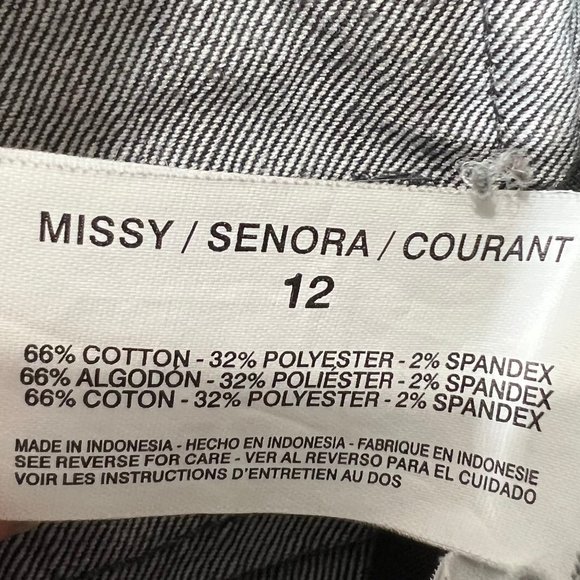 MISSY / SENORA / COURANT
12
66% COTTON - 32% POLYESTER - 2% SPANDEX
66% ALGODÓN - 32% POLIÉSTER - 2% SPANDEX
66% COTON - 32% POLYESTER - 2% SPANDEX
MADE IN INDONESIA - HECHO EN INDONESIA - FABRIQUE EN INDONESIE
SEE REVERSE FOR CARE - VER AL REVERSO PARA EL CUIDADO
VOIR LES INSTRUCTIONS D'ENTRETIEN AU DOS